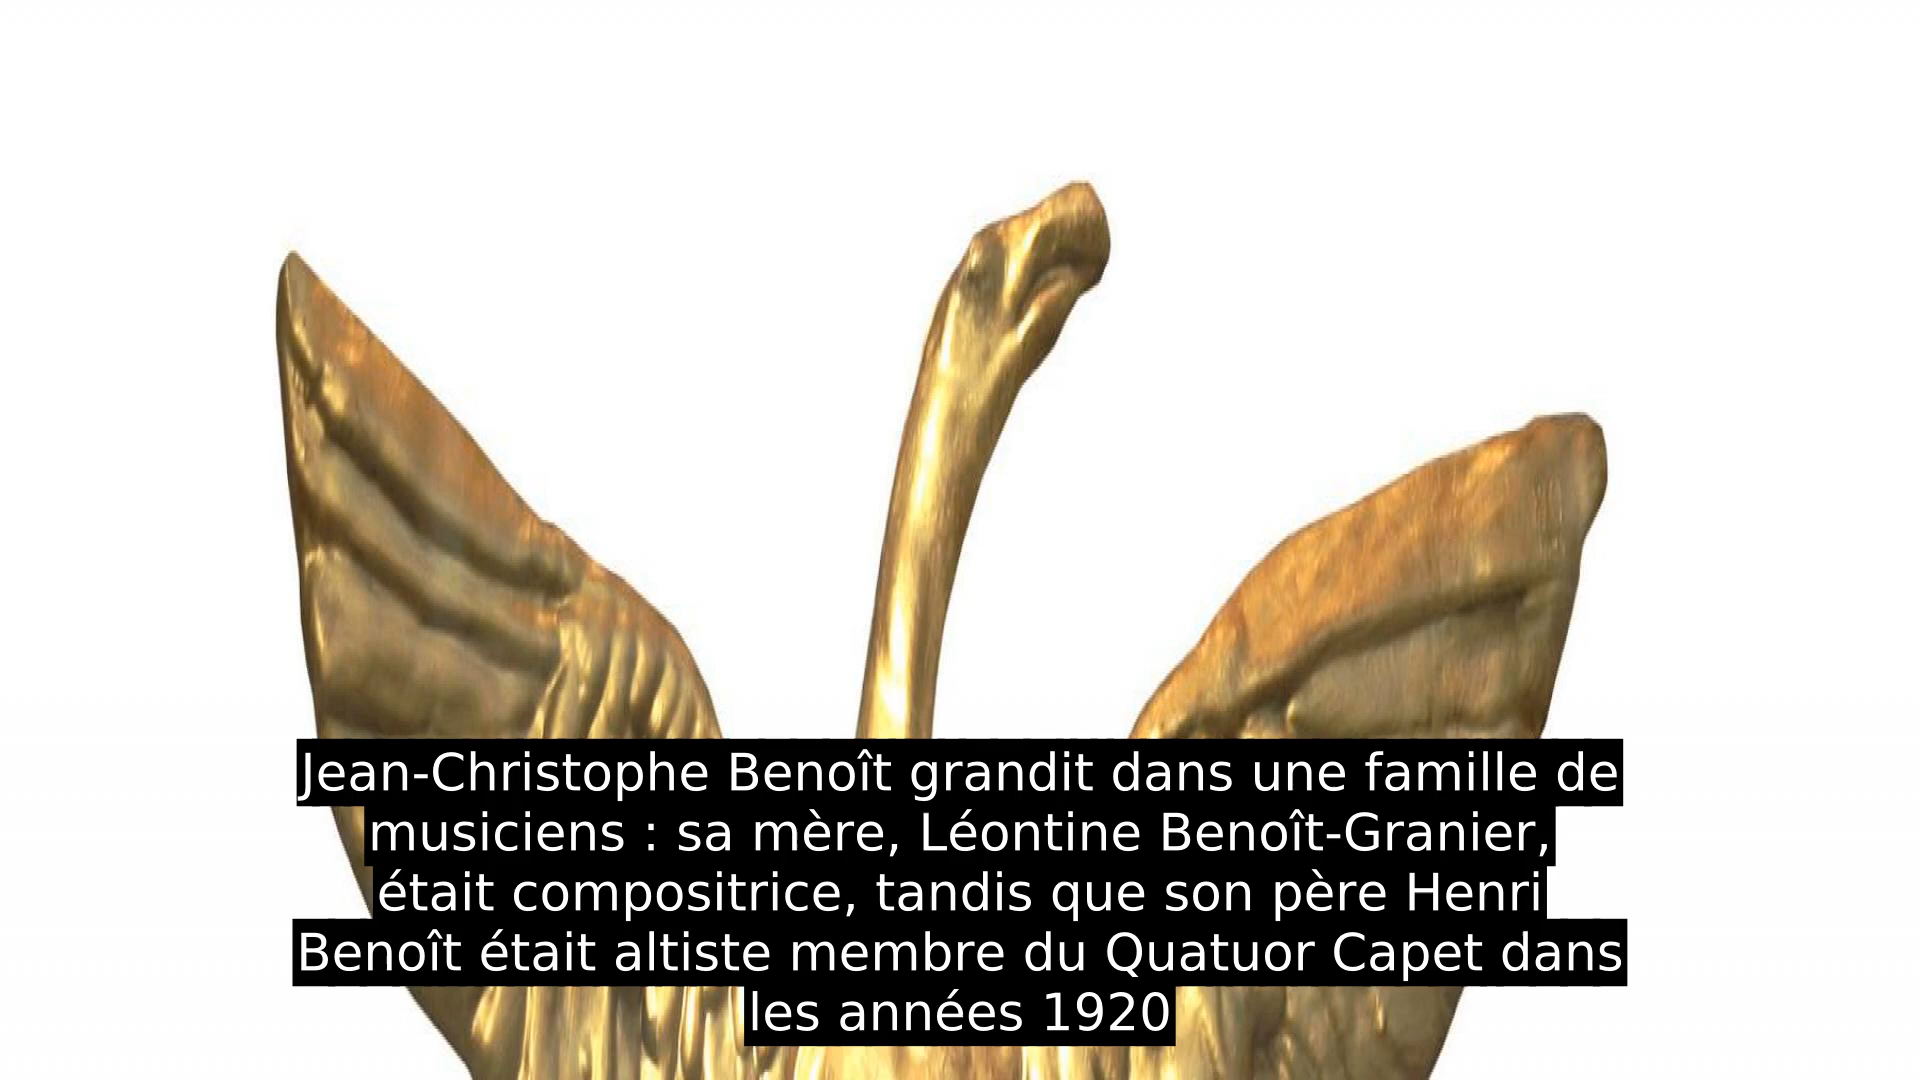 Jean-Christophe Benoît grandit dans une famille de
musiciens : sa mère, Léontine Benoît-Granier,
était compositrice, tandis que son père Henri
Benoît était altiste membre du Quatuor Capet dans
les années 1920